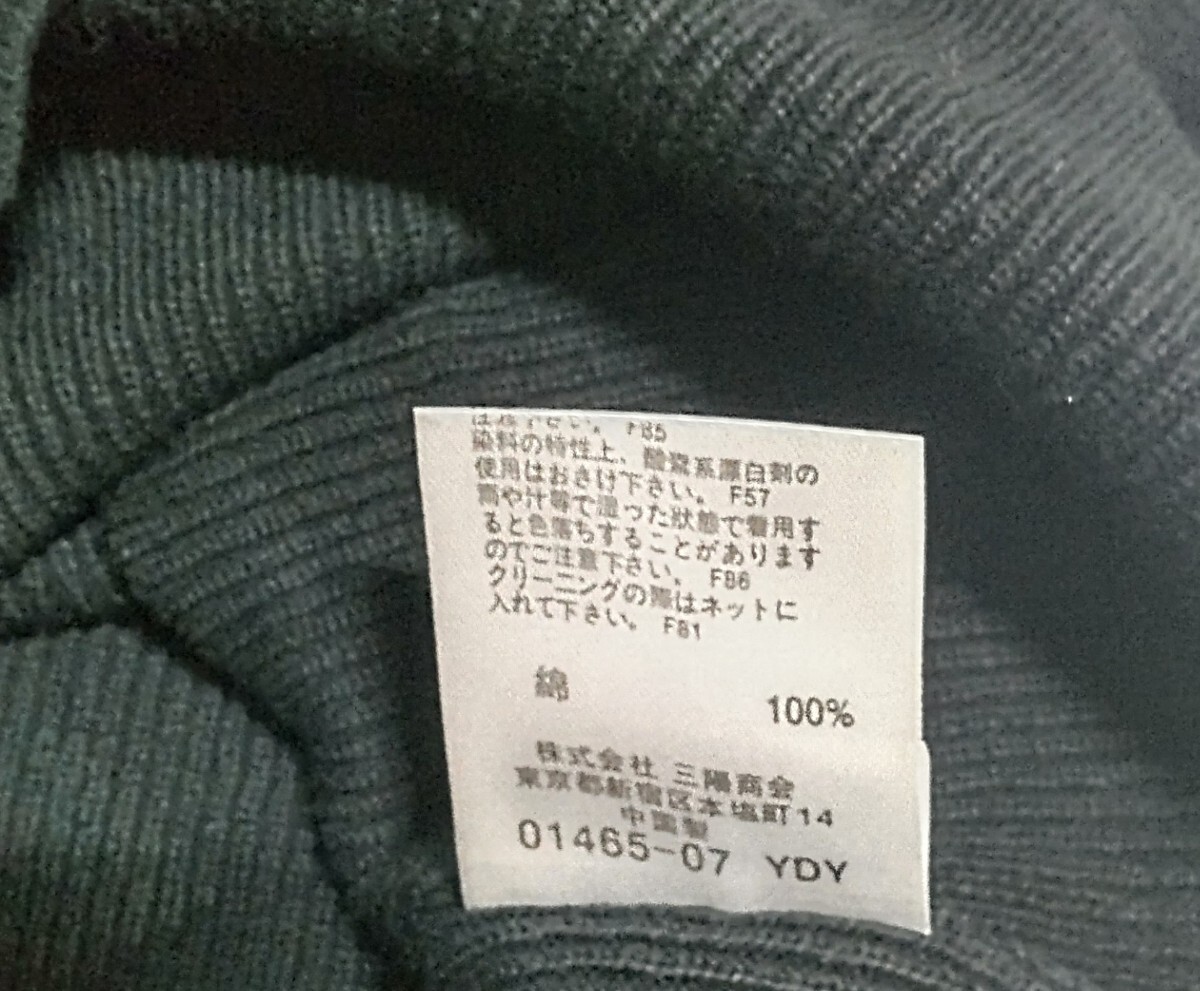 下さい。 F85
染料の特性上、酸素系漂白剤の
使用はおさけ下さい。 F57
雨や汗等で湿った状態で着用す
ると色落ちすることがあります
のでご注意下さい。 F86
クリーニングの際はネットに
入れて下さい。 F81
綿 100%
株式会社 三陽商会
東京都新宿区本塩町14
中国製
01465-07 YDY